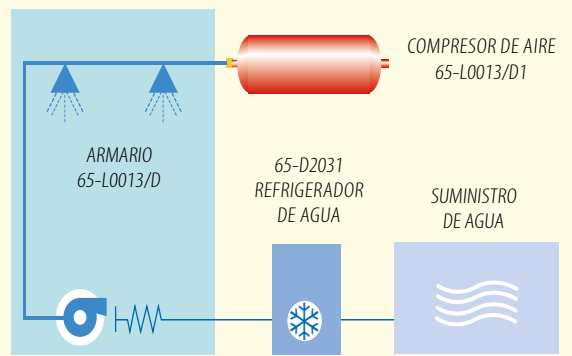 COMPRESOR DE AIRE
65-L0013/D1
ARMARIO
65-L0013/D
65-D2031
REFRIGERADOR
DE AGUA
SUMINISTRO
DE AGUA